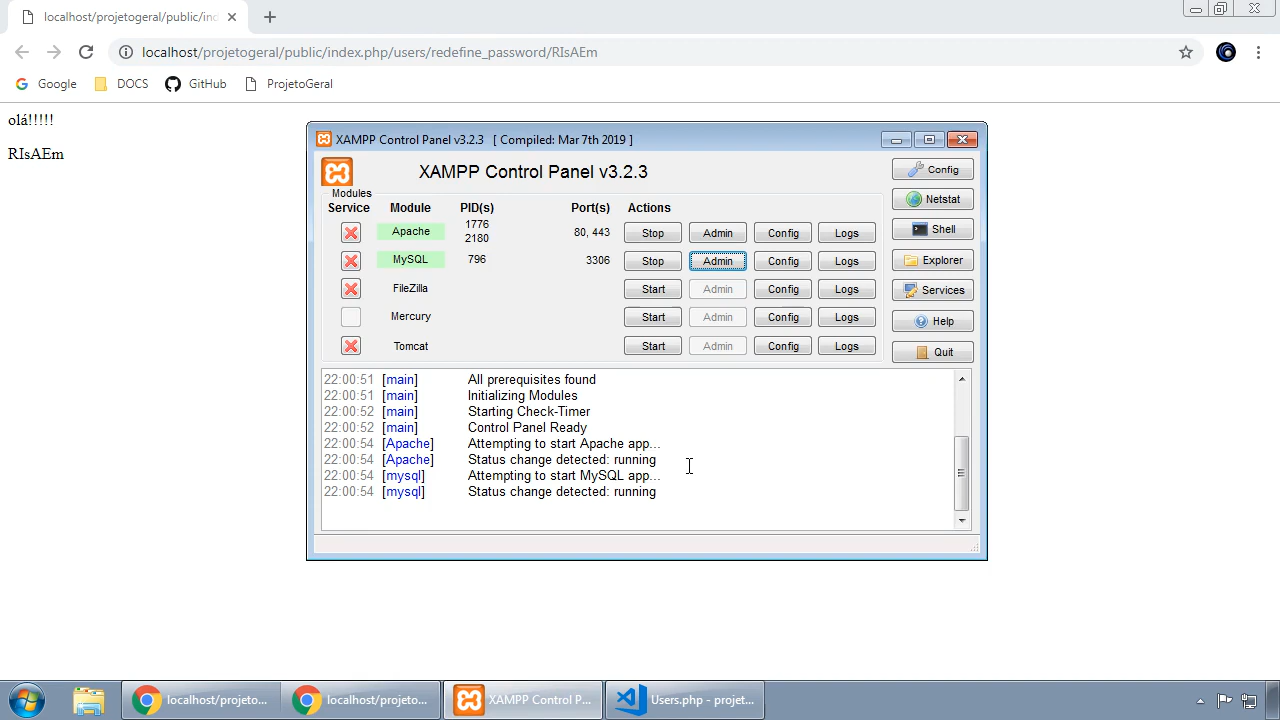 localhost/projetogeral/public/ind
localhost/projetogeral/public/index.php/users/redefine_password/RIsAEm
Google DOCS GitHub ProjetoGeral
olá!!!!!
RIsAEm
XAMPP Control Panel v3.2.3 [ Compiled: Mar 7th 2019 ]
XAMPP Control Panel v3.2.3
Modules
Service Module PID(s) Port(s) Actions
Apache 1776 2180 80, 443 Stop Admin Config Logs
MySQL 796 3306 Stop Admin Config Logs
FileZilla Start Admin Config Logs
Mercury Start Admin Config Logs
Tomcat Start Admin Config Logs
Config
Netstat
Shell
Explorer
Services
Help
Quit
22:00:51 [main] All prerequisites found
22:00:51 [main] Initializing Modules
22:00:52 [main] Starting Check-Timer
22:00:52 [main] Control Panel Ready
22:00:54 [Apache] Attempting to start Apache app...
22:00:54 [Apache] Status change detected: running
22:00:54 [mysql] Attempting to start MySQL app...
22:00:54 [mysql] Status change detected: running
localhost/projeto... localhost/projeto... XAMPP Control P... Users.php - projet...